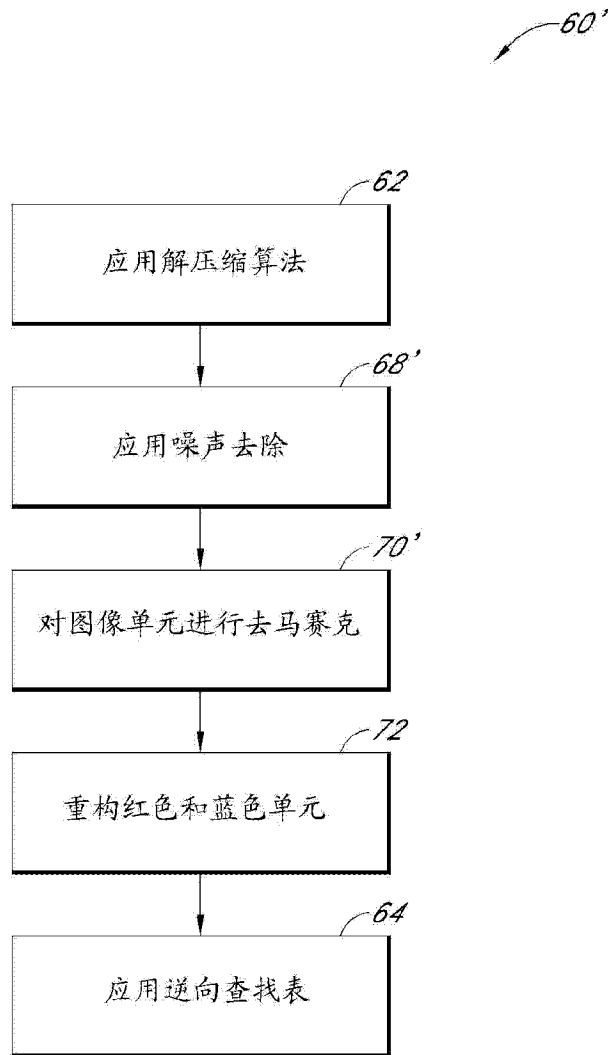 60'
62
应用解压缩算法
68'
应用噪声去除
70'
对图像单元进行去马赛克
72
重构红色和蓝色单元
64
应用逆向查找表